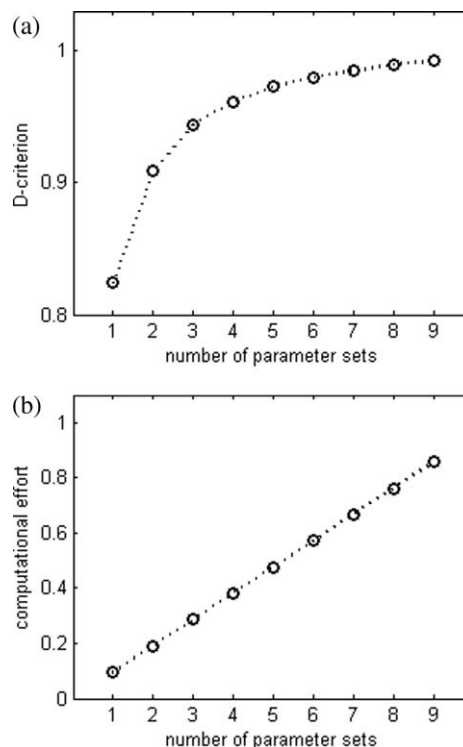 (a)
1
0.9
0.8
D-criterion
1 2 3 4 5 6 7 8 9
number of parameter sets
(b)
1
0.8
0.6
0.4
0.2
0
computational effort
1 2 3 4 5 6 7 8 9
number of parameter sets